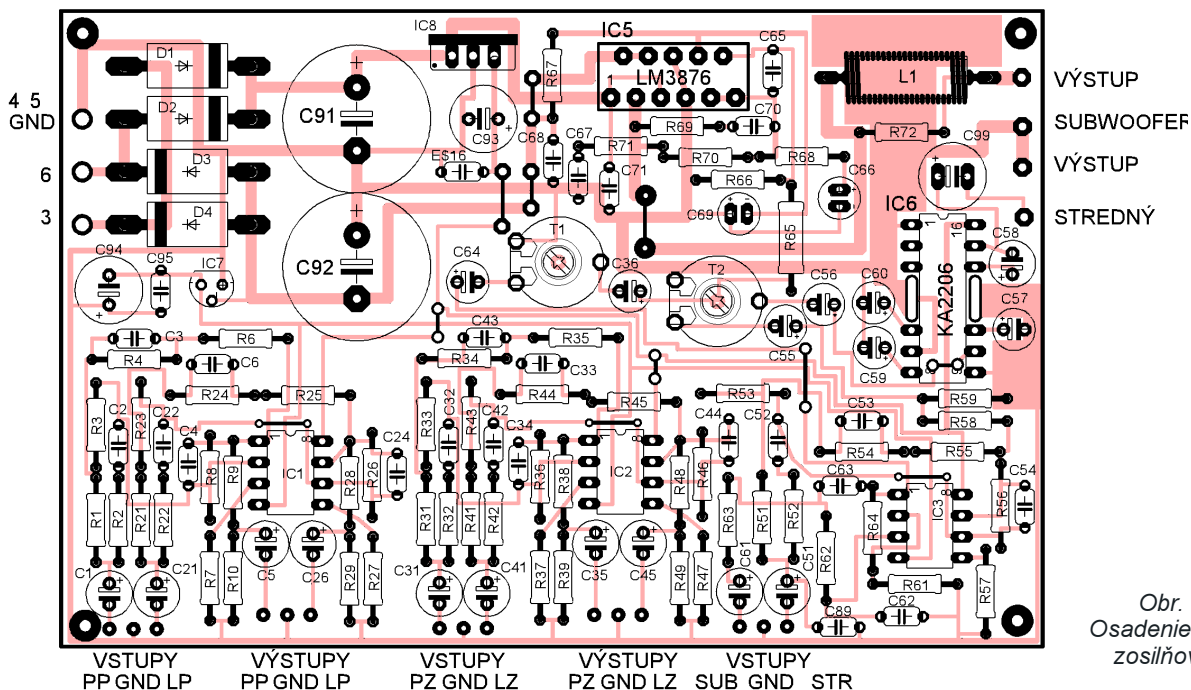 D1
IC8
IC5
C65
L1
VÝSTUP
R67
LM3876
1
4 5
GND
D2
C91
C93
C68
R69
C70
R72
C99
SUBWOOFER
C67
R71
R70
R68
VÝSTUP
6
D3
E$16
C71
R66
C66
3
D4
C69
R65
IC6
STREDNÝ
T1
1
16
C58
C94
C95
IC7
C92
C64
C36
T2
C56
C60
KA2206
C57
C55
C59
8
9
C3
R6
C43
R35
R4
C6
R34
C33
R24
R25
R44
R45
R53
R59
R3
C2
R23
C22
C4
R33
C32
R43
C42
C34
C44
C52
C53
R58
1
8
1
8
R8
R9
IC1
R28
R26
C24
R36
R38
IC2
R48
R46
R54
R55
C63
1
8
C54
R1
R2
R21
R22
R31
R32
R41
R42
R63
R51
R52
R64
IC3
R56
C1
C21
R7
R10
C5
C26
R29
R27
C31
C41
R37
R39
C35
C45
R49
R47
C61
C51
R62
R61
R57
C89
C62
Obr.
Osadenie
zosilňov
VSTUPY
PP GND LP
VÝSTUPY
PP GND LP
VSTUPY
PZ GND LZ
VÝSTUPY
PZ GND LZ
VSTUPY
SUB GND STR